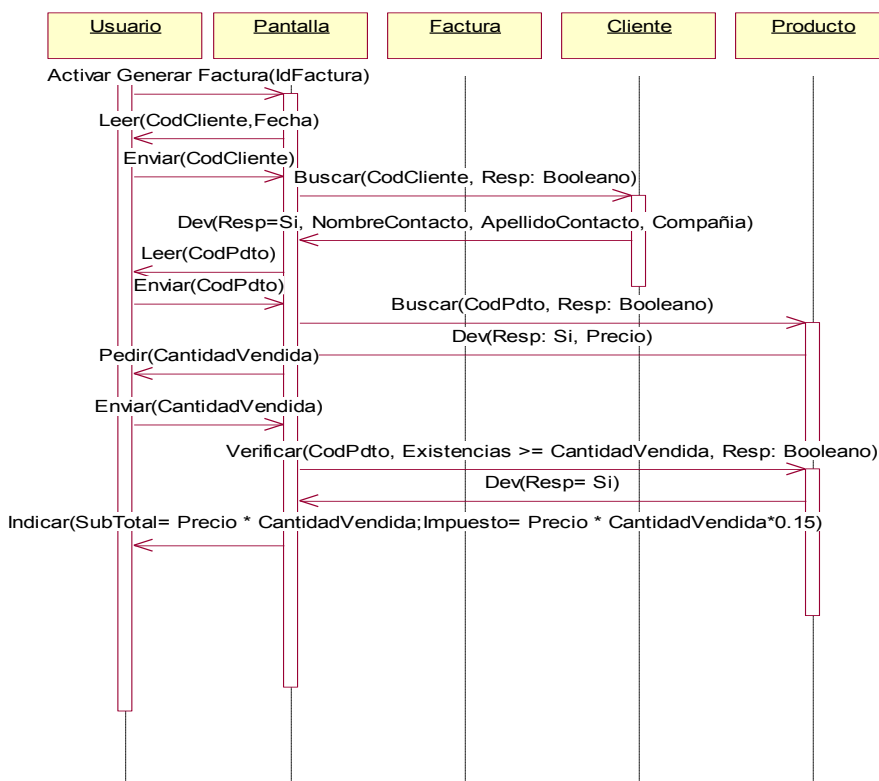 Usuario Pantalla Factura Cliente Producto
Activar Generar Factura(IdFactura)
Leer(CodCliente,Fecha)
Enviar(CodCliente)
Buscar(CodCliente, Resp: Booleano)
Dev(Resp=Si, NombreContacto, ApellidoContacto, Compañia)
Leer(CodPdto)
Enviar(CodPdto)
Buscar(CodPdto, Resp: Booleano)
Dev(Resp: Si, Precio)
Pedir(CantidadVendida)
Enviar(CantidadVendida)
Verificar(CodPdto, Existencias >= CantidadVendida, Resp: Booleano)
Dev(Resp= Si)
Indicar(SubTotal= Precio * CantidadVendida;Impuesto= Precio * CantidadVendida*0.15)